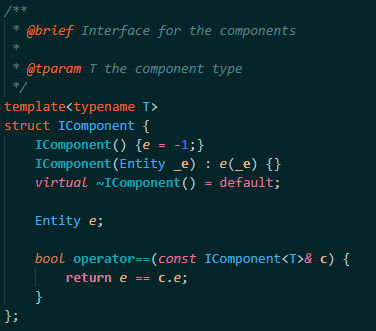 /**
 * @brief Interface for the components
 *
 * @tparam T the component type
 */
template<typename T>
struct IComponent {
    IComponent() {e = -1;}
    IComponent(Entity _e) : e(_e) {}
    virtual ~IComponent() = default;

    Entity e;

    bool operator==(const IComponent<T>& c) {
        return e == c.e;
    }
};